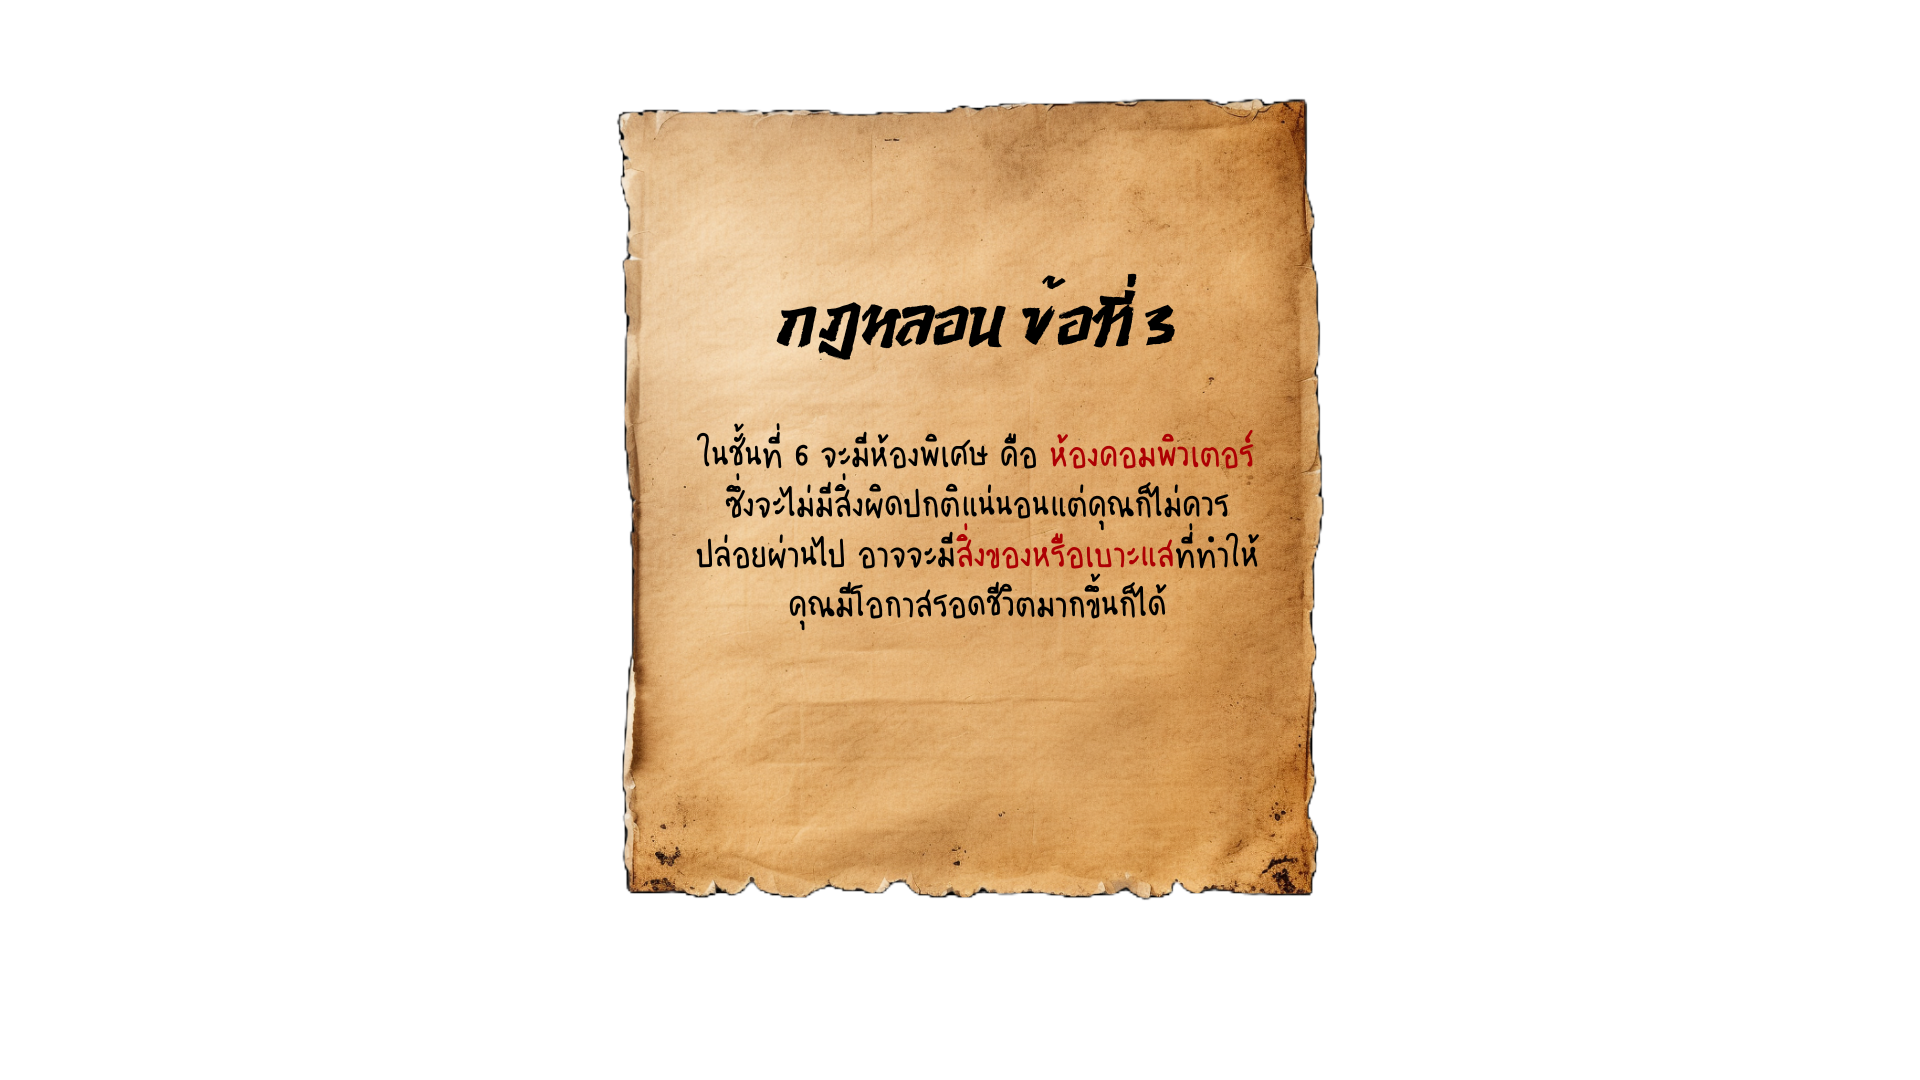 กฎหลอน ข้อที่ 3
ในชั้นที่ 6 จะมีห้องพิเศษ คือ ห้องคอมพิวเตอร์
ซึ่งจะไม่มีสิ่งผิดปกติแน่นอนแต่คุณก็ไม่ควร
ปล่อยผ่านไป อาจจะมีสิ่งของหรือเบาะแสที่ทำให้
คุณมีโอกาสรอดชีวิตมากขึ้นก็ได้